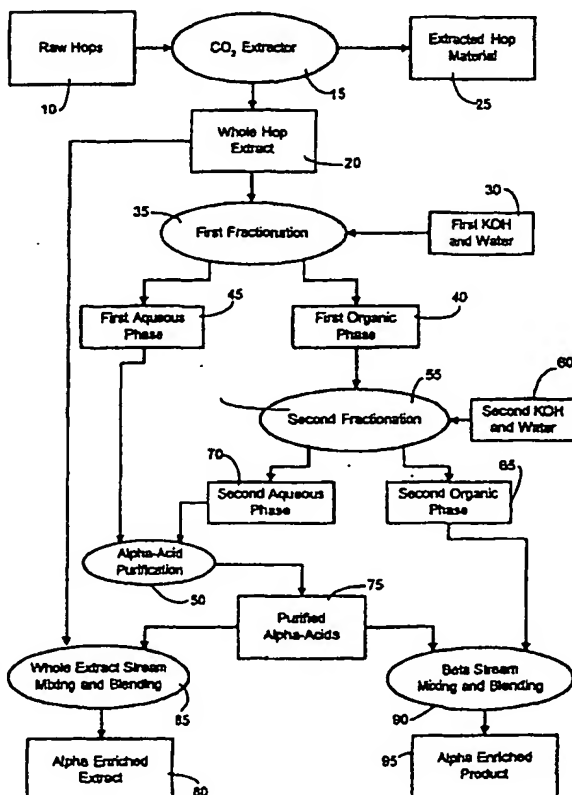 Raw Hops
10
CO₂ Extractor
15
Extracted Hop
Material
25
Whole Hop
Extract
20
35
First Fractionation
30
First KOH
and Water
First Aqueous
Phase
45
First Organic
Phase
40
55
Second Fractionation
60
Second KOH
and Water
70
Second Aqueous
Phase
Second Organic
Phase
65
Alpha-Acid
Purification
50
75
Purified
Alpha-Acids
Whole Extract Stream
Mixing and Blending
85
Beta Stream
Mixing and Blending
90
Alpha Enriched
Extract
80
95
Alpha Enriched
Product